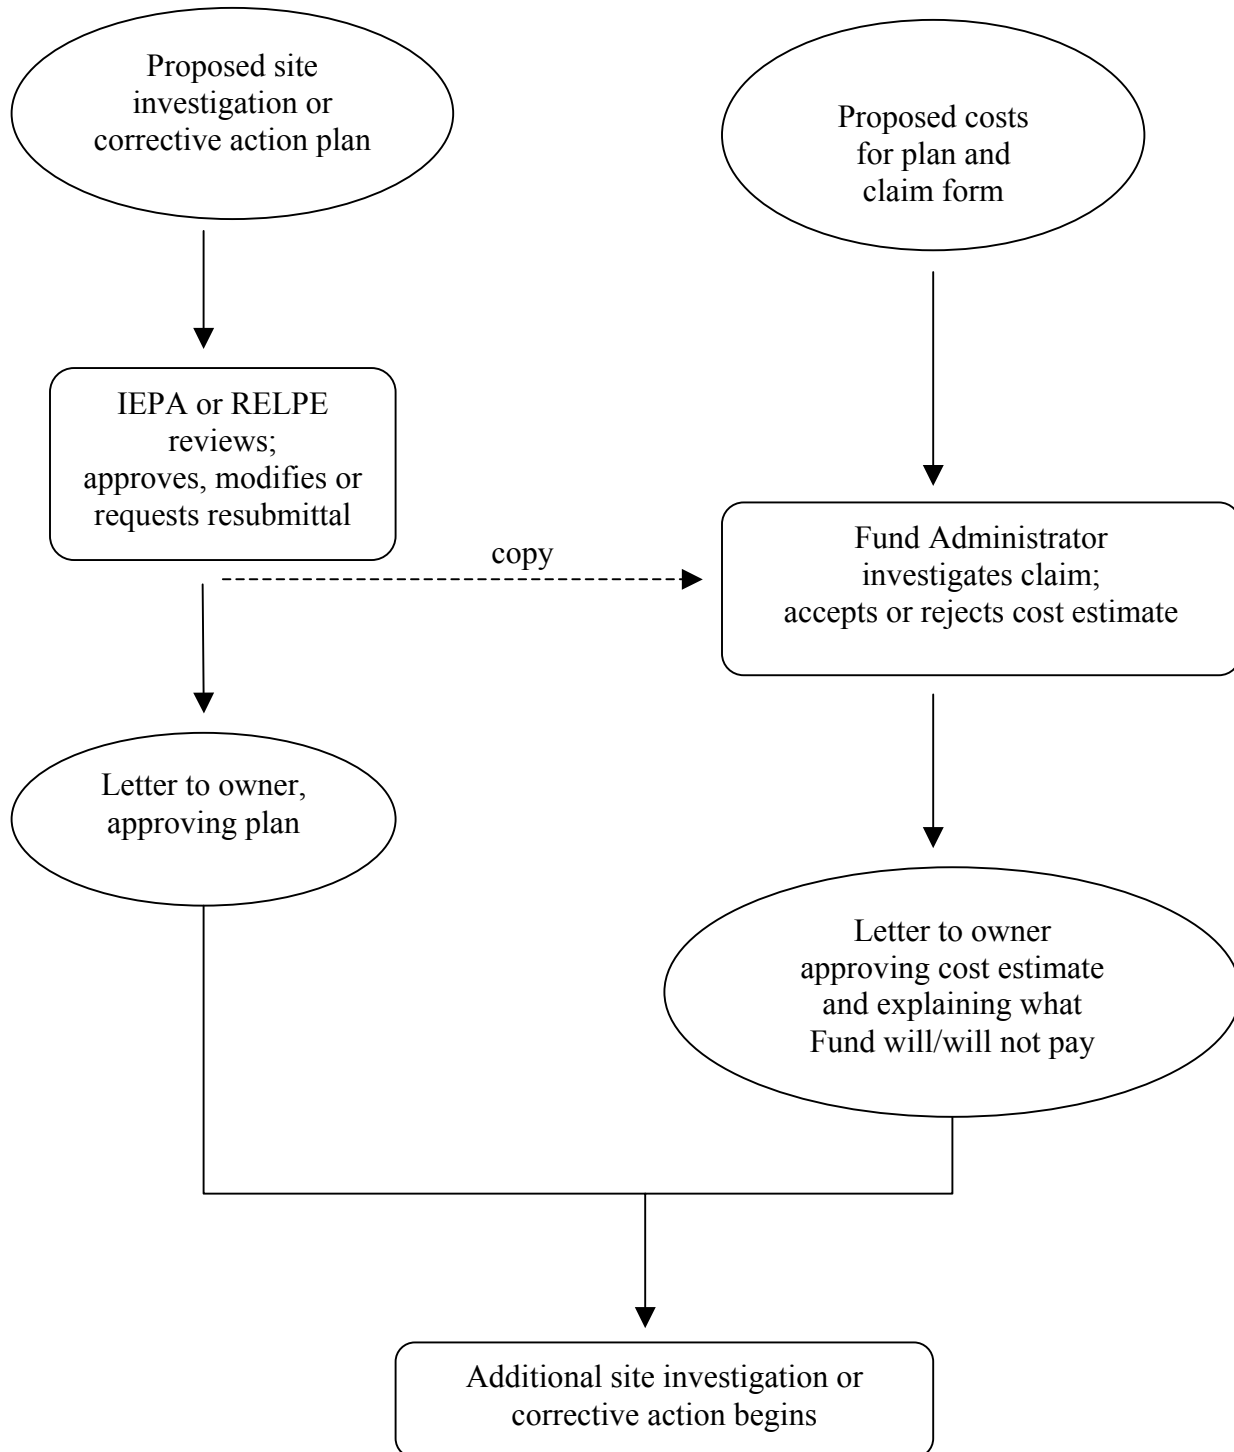 Proposed site
investigation or
corrective action plan
Proposed costs
for plan and
claim form
IEPA or RELPE
reviews;
approves, modifies or
requests resubmittal
copy
Fund Administrator
investigates claim;
accepts or rejects cost estimate
Letter to owner,
approving plan
Letter to owner
approving cost estimate
and explaining what
Fund will/will not pay
Additional site investigation or
corrective action begins